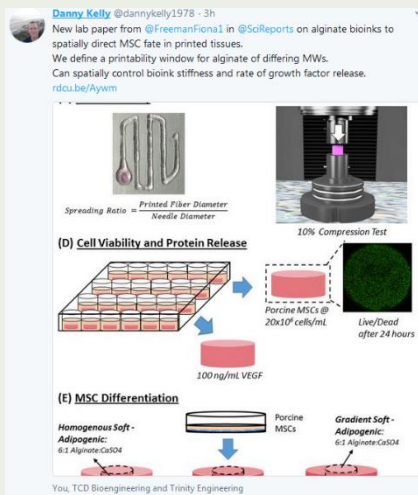 Danny Kelly @dannykelly1978 · 3h
New lab paper from @FreemanFiona1 in @SciReports on alginate bioinks to
spatially direct MSC fate in printed tissues.
We define a printability window for alginate of differing MWs.
Can spatially control bioink stiffness and rate of growth factor release.
rdcu.be/Aywm
Spreading Ratio = Printed Fiber Diameter / Needle Diameter
10% Compression Test
(D) Cell Viability and Protein Release
Porcine MSCs @
20x10⁶ cells/mL
Live/Dead
after 24 hours
100 ng/mL VEGF
(E) MSC Differentiation
Homogenous Soft -
Adipogenic:
6:1 Alginate:CaSO4
Porcine
MSCs
Gradient Soft -
Adipogenic:
6:1 Alginate:CaSO4
You, TCD Bioengineering and Trinity Engineering